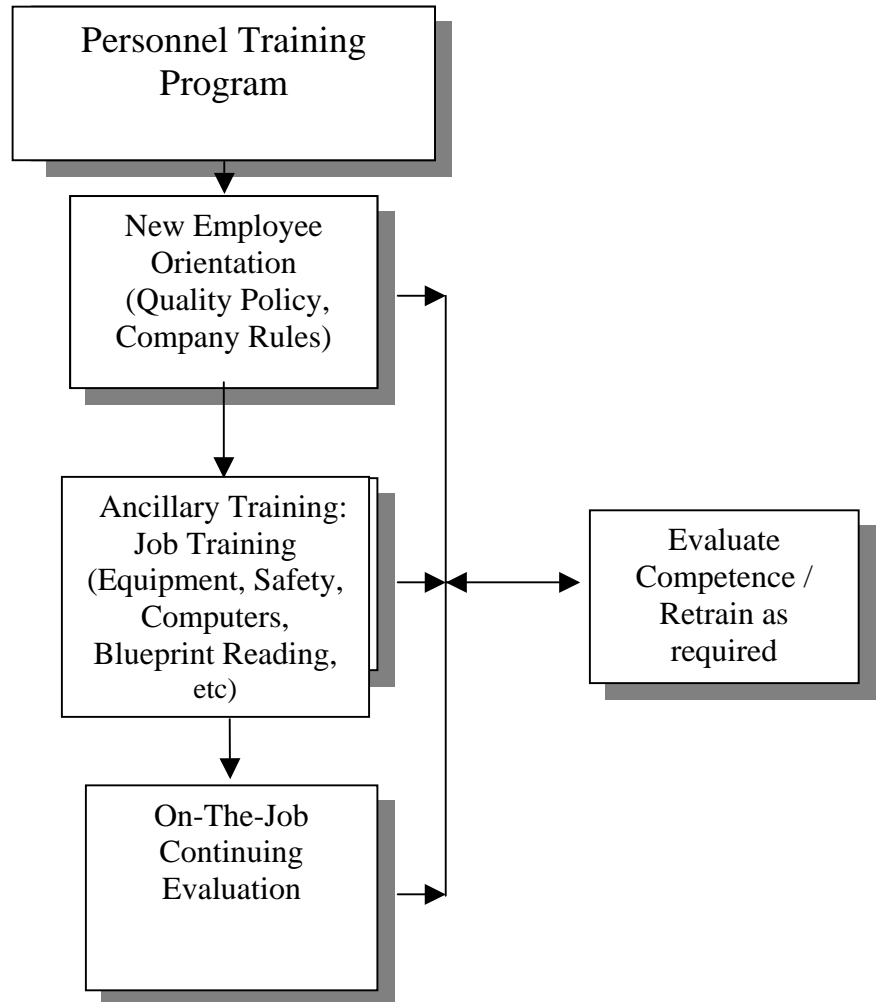 Personnel Training
Program
New Employee
Orientation
(Quality Policy,
Company Rules)
Ancillary Training:
Job Training
(Equipment, Safety,
Computers,
Blueprint Reading,
etc)
Evaluate
Competence /
Retrain as
required
On-The-Job
Continuing
Evaluation